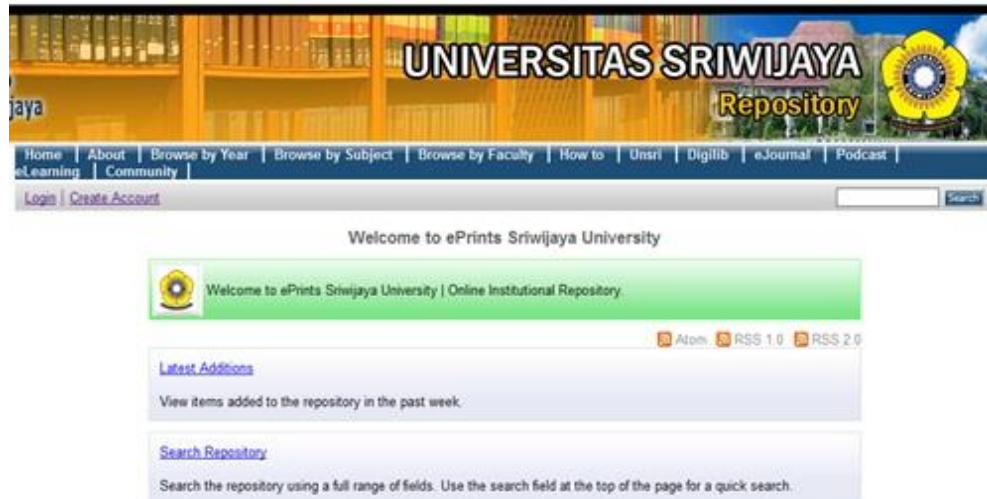 UNIVERSITAS SRIWIJAYA
Repository
jaya
Home | About | Browse by Year | Browse by Subject | Browse by Faculty | How to | Unsri | Digilib | eJournal | Podcast |
eLearning | Community |
Login | Create Account
Search
Welcome to ePrints Sriwijaya University
Welcome to ePrints Sriwijaya University | Online Institutional Repository.
Atom RSS 1.0 RSS 2.0
Latest Additions
View items added to the repository in the past week.
Search Repository
Search the repository using a full range of fields. Use the search field at the top of the page for a quick search.